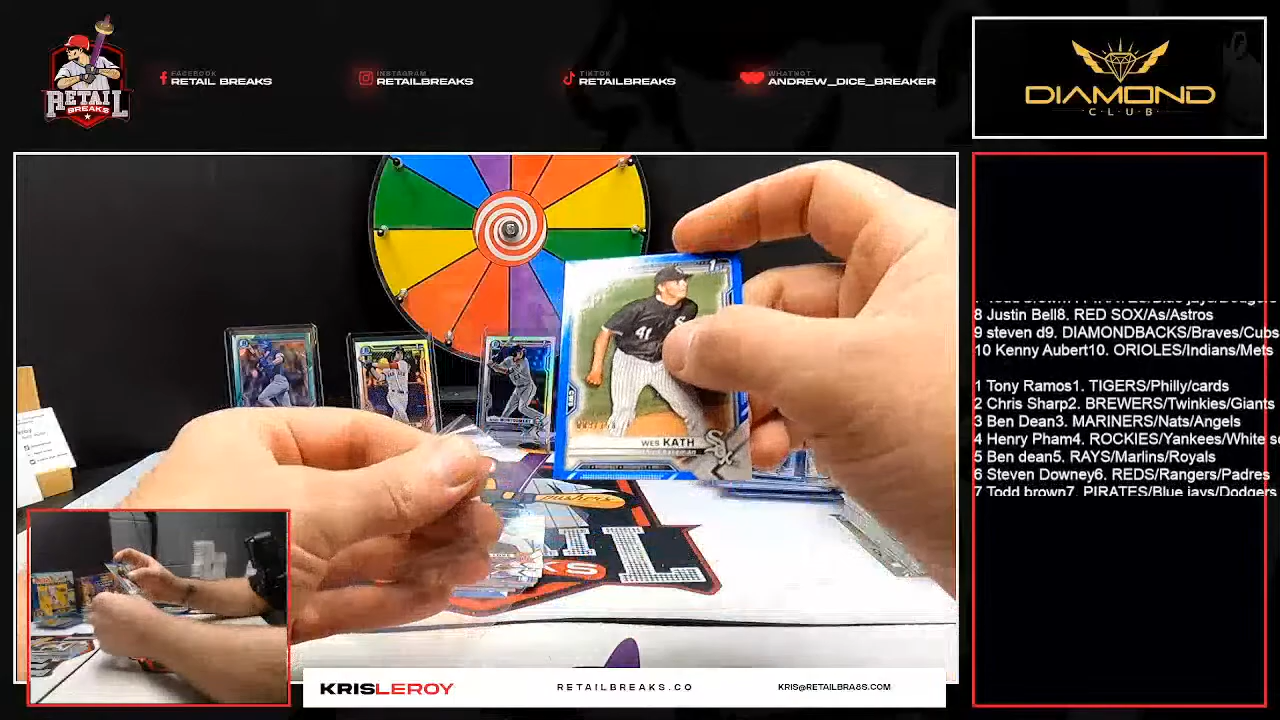 RETAIL
BREAKS
FACEBOOK
RETAIL BREAKS
INSTAGRAM
RETAILBREAKS
TIKTOK
RETAILBREAKS
WHATNOT
ANDREW_DICE_BREAKER
DIAMOND
CLUB
8 Justin Bell8. RED SOX/As/Astros
9 steven d9. DIAMONDBACKS/Braves/Cubs
10 Kenny Aubert10. ORIOLES/Indians/Mets
1 Tony Ramos1. TIGERS/Philly/cards
2 Chris Sharp2. BREWERS/Twinkies/Giants
3 Ben Dean3. MARINERS/Nats/Angels
4 Henry Pham4. ROCKIES/Yankees/White so
5 Ben dean5. RAYS/Marlins/Royals
6 Steven Downey6. REDS/Rangers/Padres
7 Todd brown7. PIRATES/Blue jays/Dodgers
41
WES KATH
KRISLEROY
RETAILBREAKS.CO
KRIS@RETAILBRA8S.COM